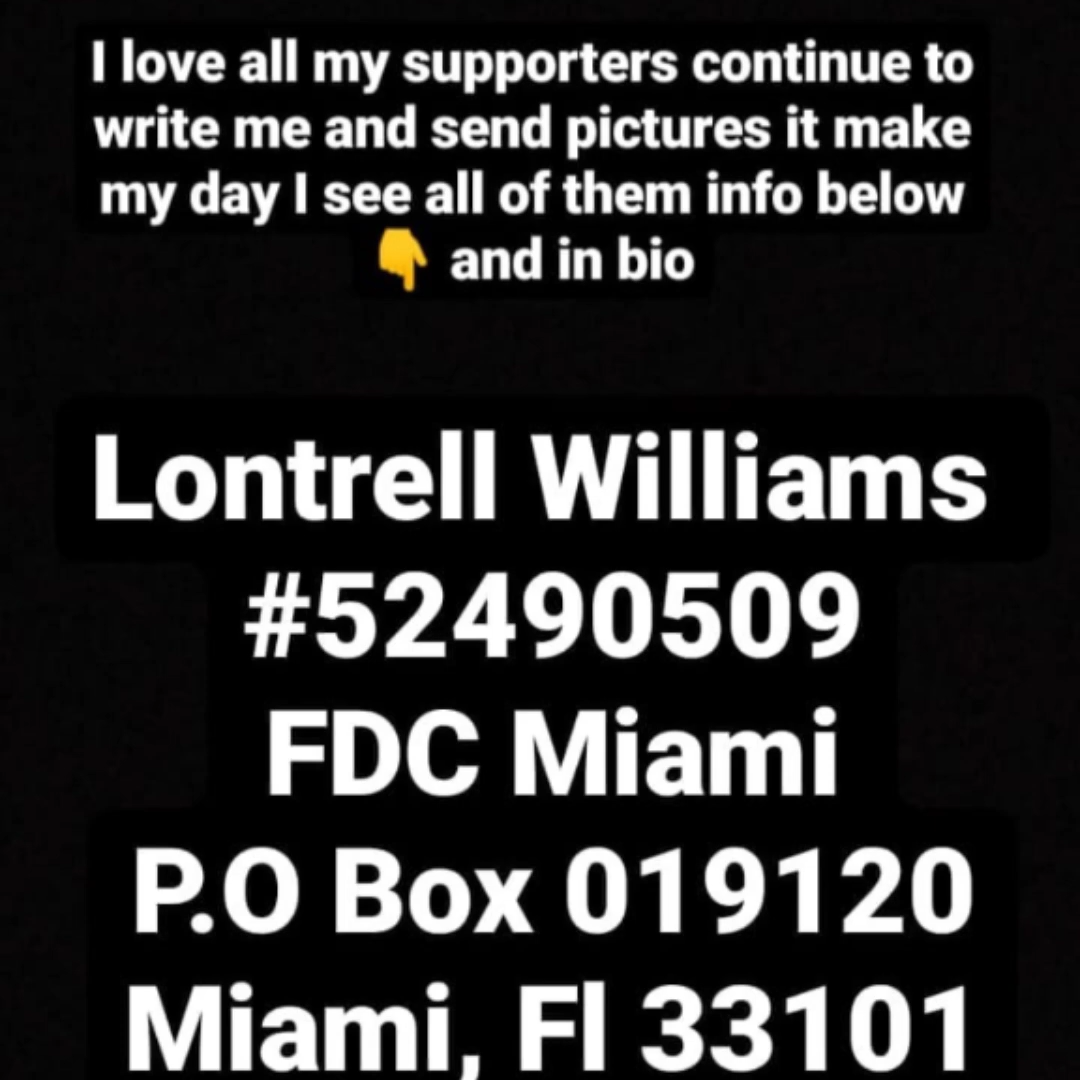 I love all my supporters continue to
write me and send pictures it make
my day I see all of them info below
👇 and in bio
Lontrell Williams
#52490509
FDC Miami
P.O Box 019120
Miami, Fl 33101